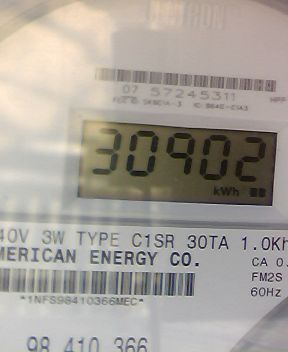 07 57245311
30902
kWh
40V 3W TYPE C1SR 30TA 1.0Kh
MERICAN ENERGY CO.
CA 0.
FM2S
60Hz
*1NFS98410366MEC*
98 410 366